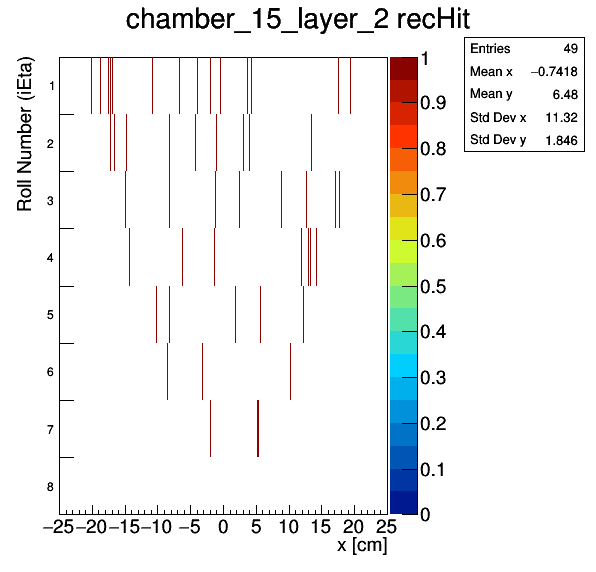 chamber_15_layer_2 recHit
Entries 49
Mean x −0.7418
Mean y 6.48
Std Dev x 11.32
Std Dev y 1.846
Roll Number (iEta)
1
2
3
4
5
6
7
8
−25 −20 −15 −10 −5 0 5 10 15 20 25
x [cm]
1
0.9
0.8
0.7
0.6
0.5
0.4
0.3
0.2
0.1
0